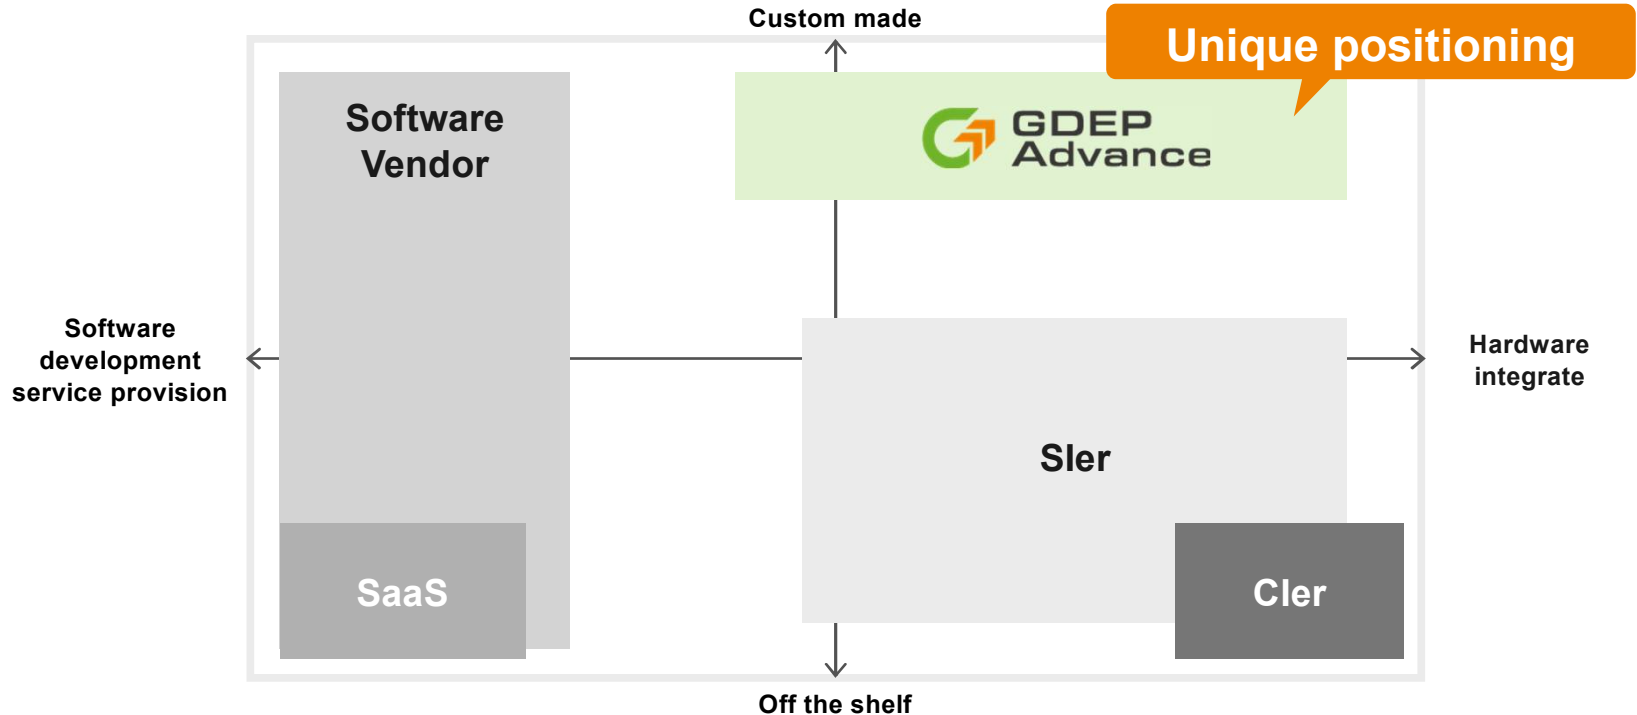 Custom made
Unique positioning
Software
Vendor
GDEP
Advance
Software
development
service provision
Hardware
integrate
SIer
SaaS
CIer
Off the shelf